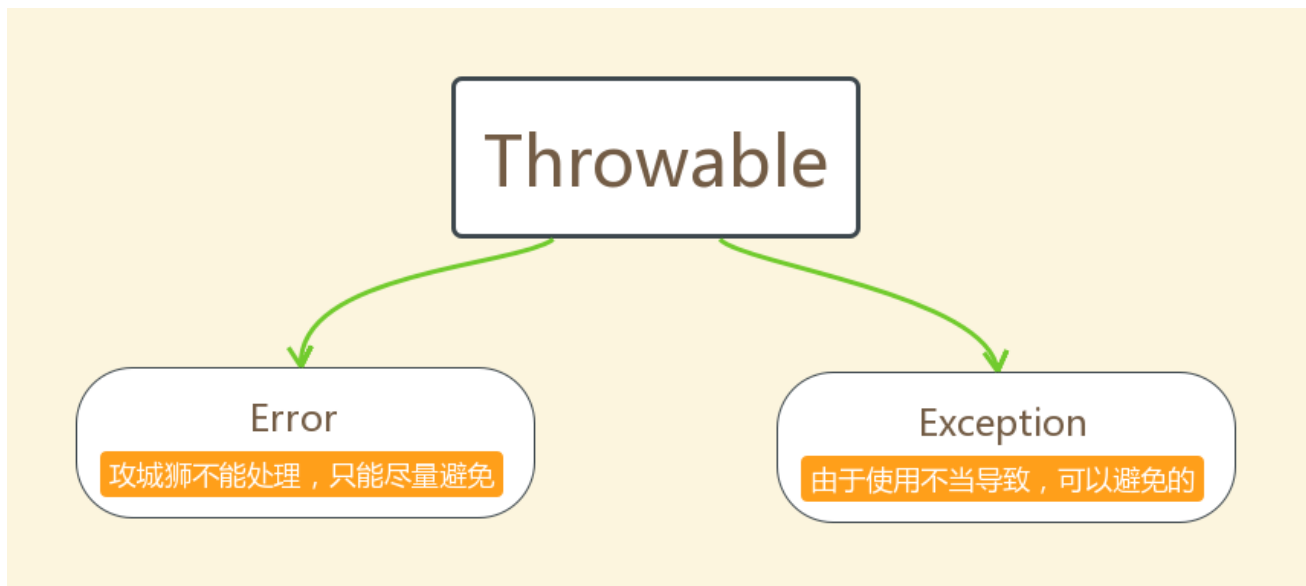 Throwable
Error
攻城狮不能处理，只能尽量避免
Exception
由于使用不当导致，可以避免的